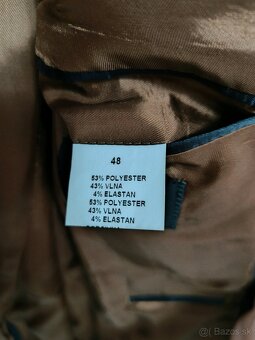 48
53% POLYESTER
43% VLNA
4% ELASTAN
53% POLYESTER
43% VLNA
4% ELASTAN
© Bazos.sk